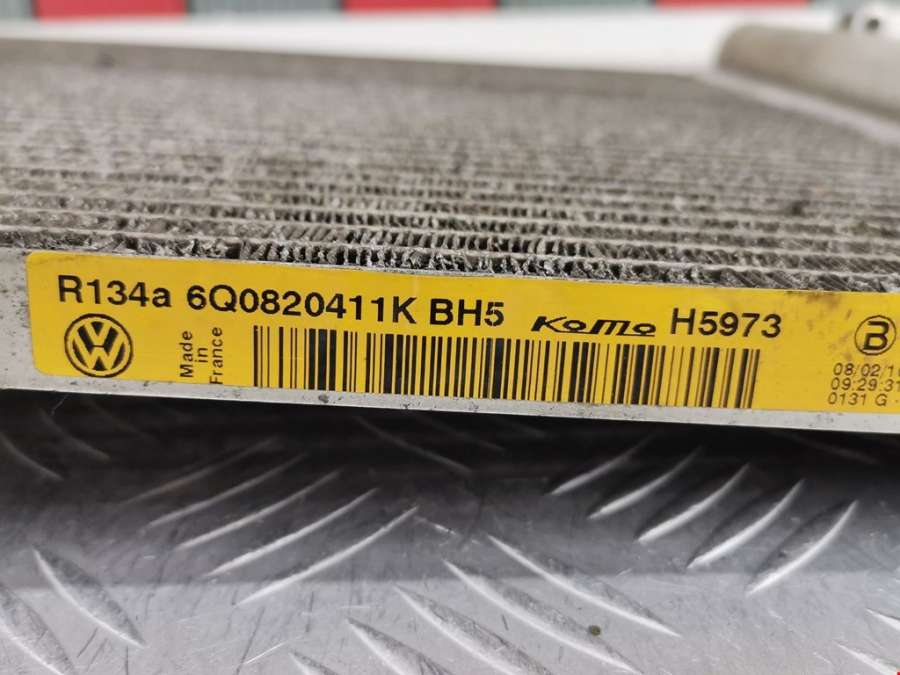 R134a 6Q0820411K BH5 KoMo H5973
Made
in
France
B
08/02/1
09:29:31
0131 G